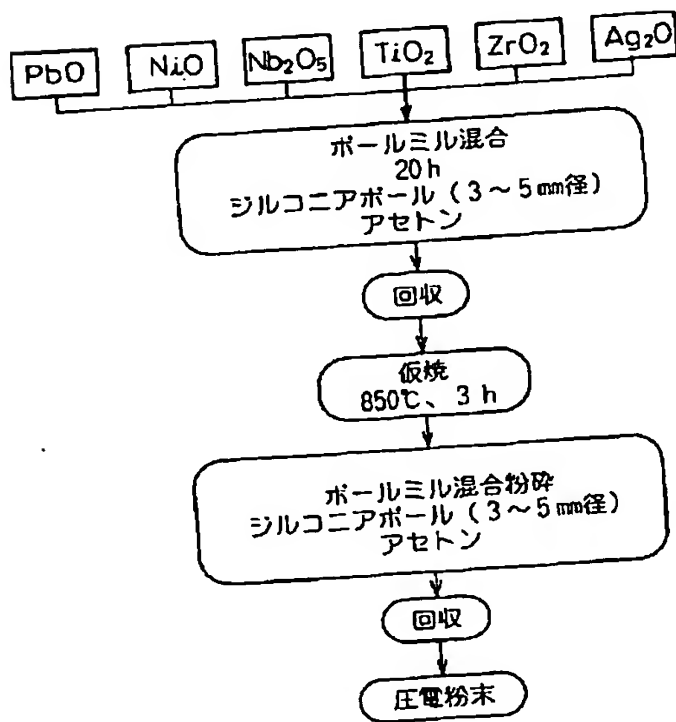 PbO NiO Nb₂O₅ TiO₂ ZrO₂ Ag₂O
ボールミル混合
20h
ジルコニアボール（3～5㎜径）
アセトン
回収
仮焼
850℃、3h
ボールミル混合粉砕
ジルコニアボール（3～5㎜径）
アセトン
回収
圧電粉末